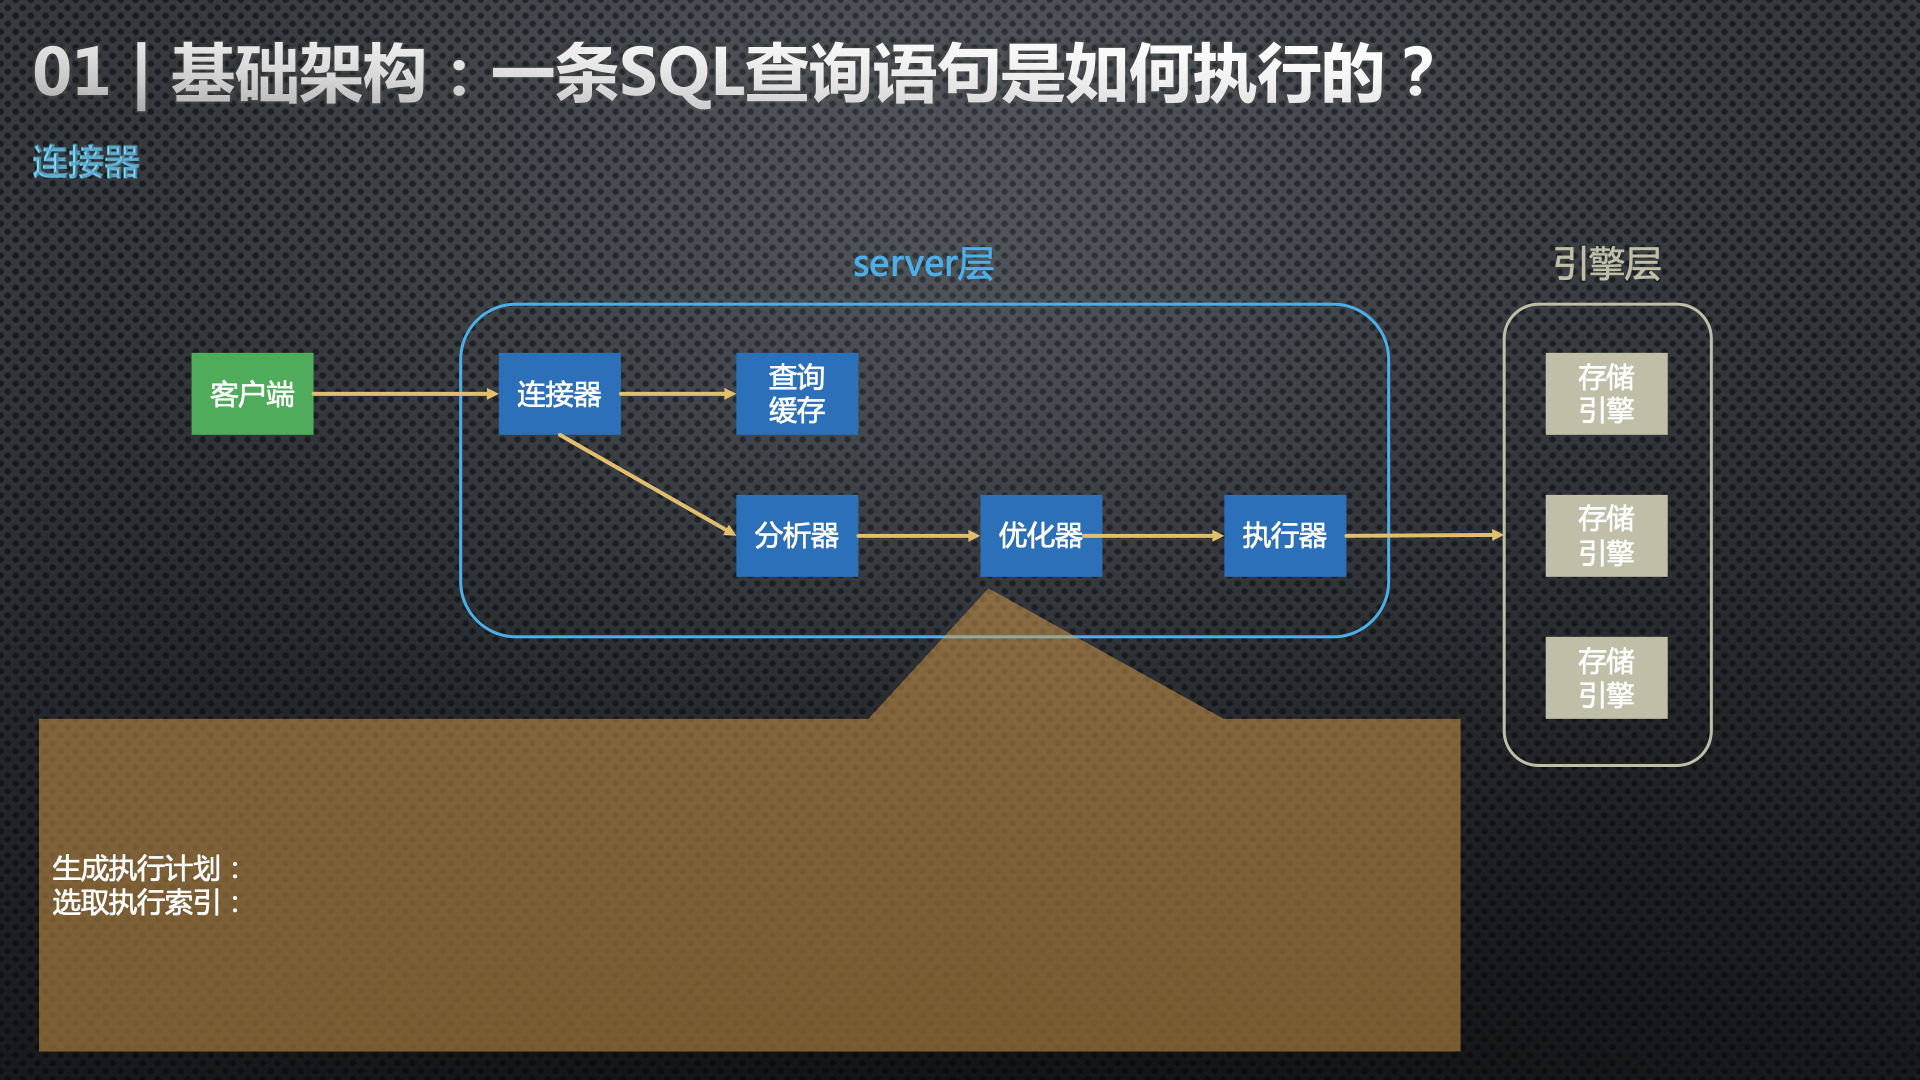 01 | 基础架构：一条SQL查询语句是如何执行的？
连接器
server层
引擎层
客户端
连接器
查询
缓存
存储
引擎
分析器
优化器
执行器
存储
引擎
存储
引擎
生成执行计划：
选取执行索引：